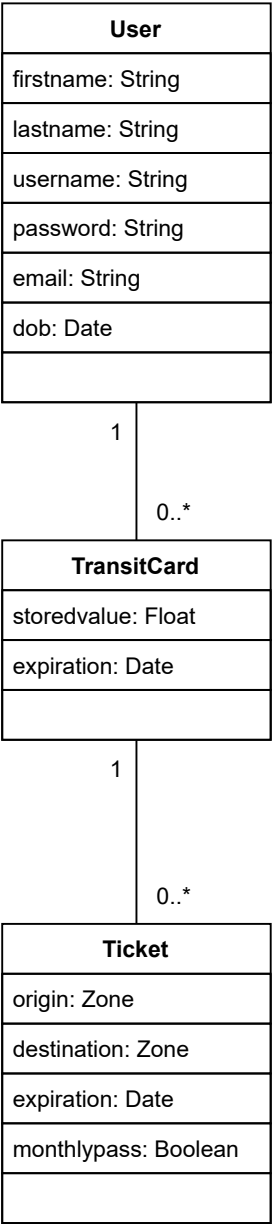 User
firstname: String
lastname: String
username: String
password: String
email: String
dob: Date
1
0..*
TransitCard
storedvalue: Float
expiration: Date
1
0..*
Ticket
origin: Zone
destination: Zone
expiration: Date
monthlypass: Boolean